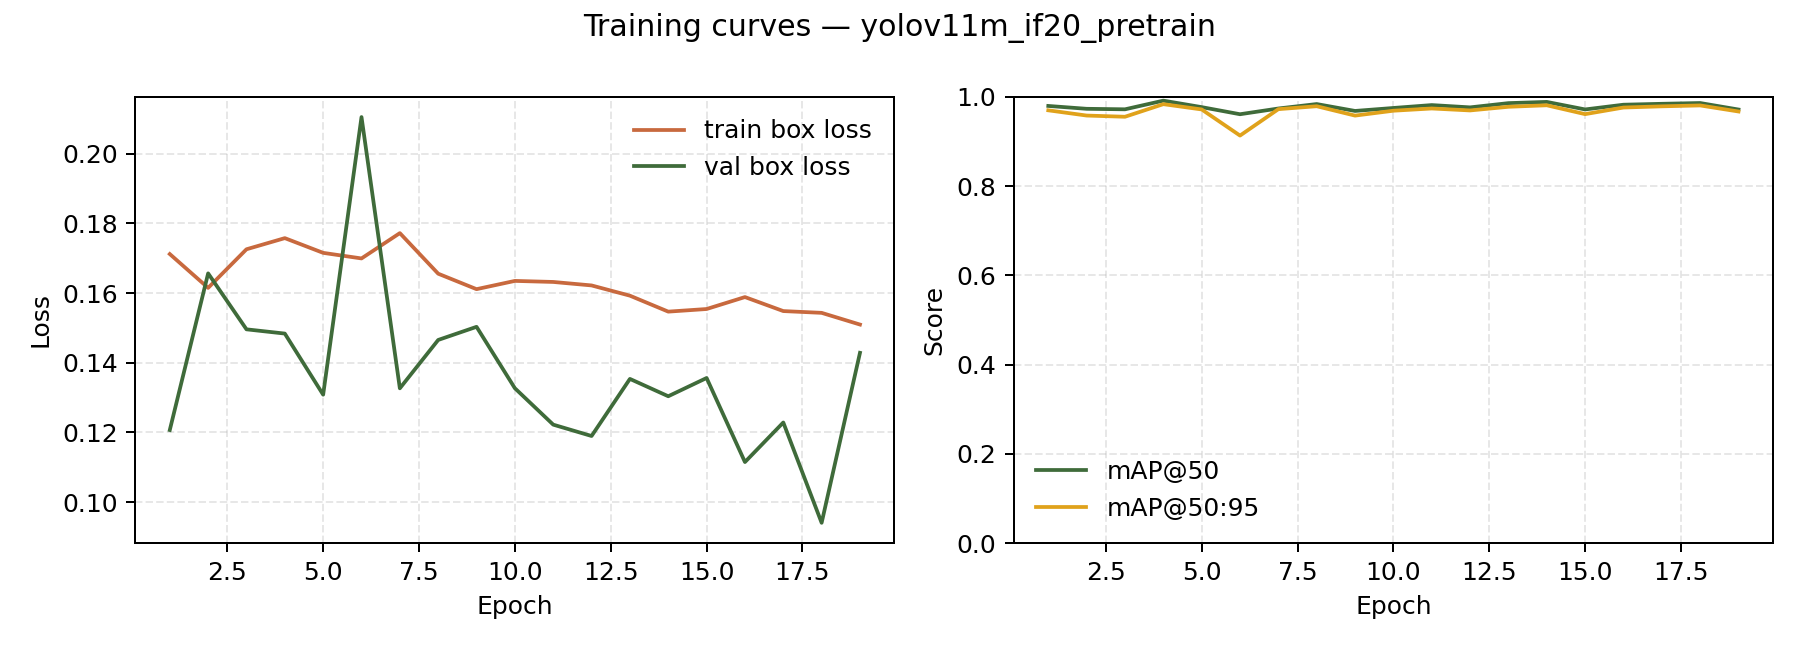 Training curves — yolov11m_if20_pretrain
train box loss
val box loss
0.20
0.18
0.16
0.14
0.12
0.10
Loss
2.5 5.0 7.5 10.0 12.5 15.0 17.5
Epoch
1.0
0.8
0.6
0.4
0.2
0.0
Score
mAP@50
mAP@50:95
2.5 5.0 7.5 10.0 12.5 15.0 17.5
Epoch